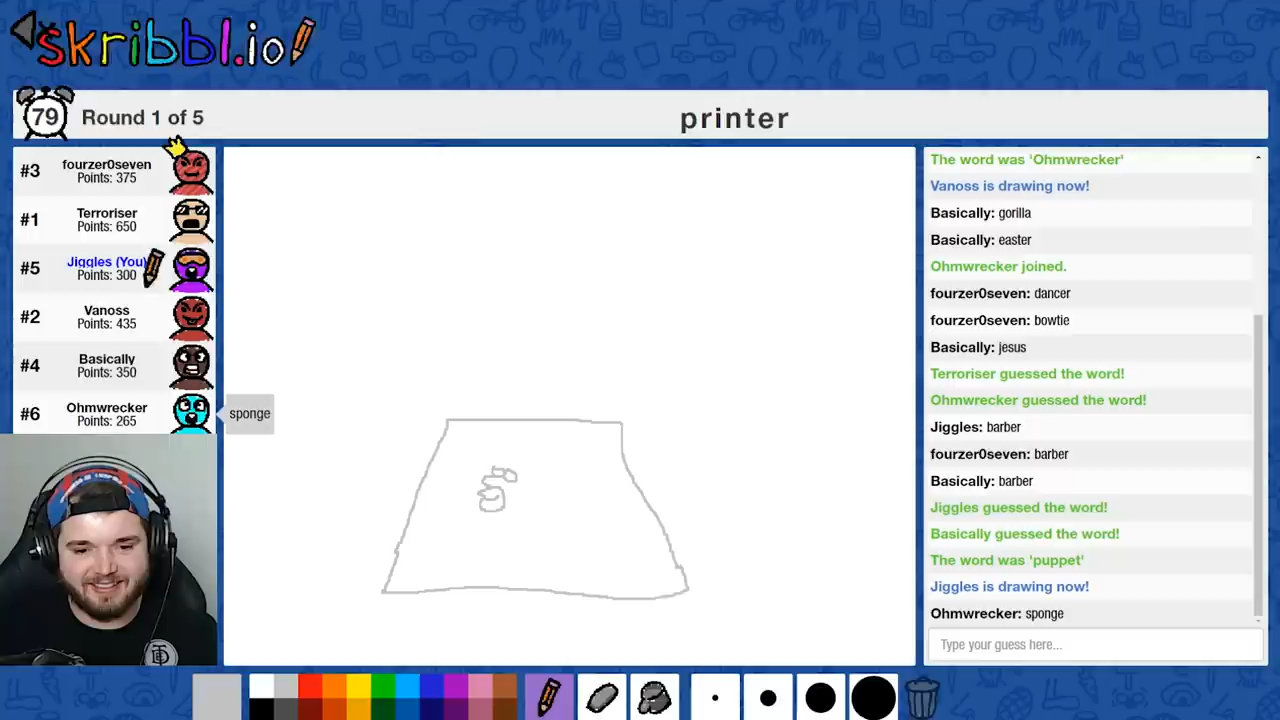 skribbl.io
79
Round 1 of 5
printer
#3 fourzer0seven
Points: 375
#1 Terroriser
Points: 650
#5 Jiggles (You)
Points: 300
#2 Vanoss
Points: 435
#4 Basically
Points: 350
#6 Ohmwrecker
Points: 265
sponge
The word was 'Ohmwrecker'
Vanoss is drawing now!
Basically: gorilla
Basically: easter
Ohmwrecker joined.
fourzer0seven: dancer
fourzer0seven: bowtie
Basically: jesus
Terroriser guessed the word!
Ohmwrecker guessed the word!
Jiggles: barber
fourzer0seven: barber
Basically: barber
Jiggles guessed the word!
Basically guessed the word!
The word was 'puppet'
Jiggles is drawing now!
Ohmwrecker: sponge
Type your guess here...